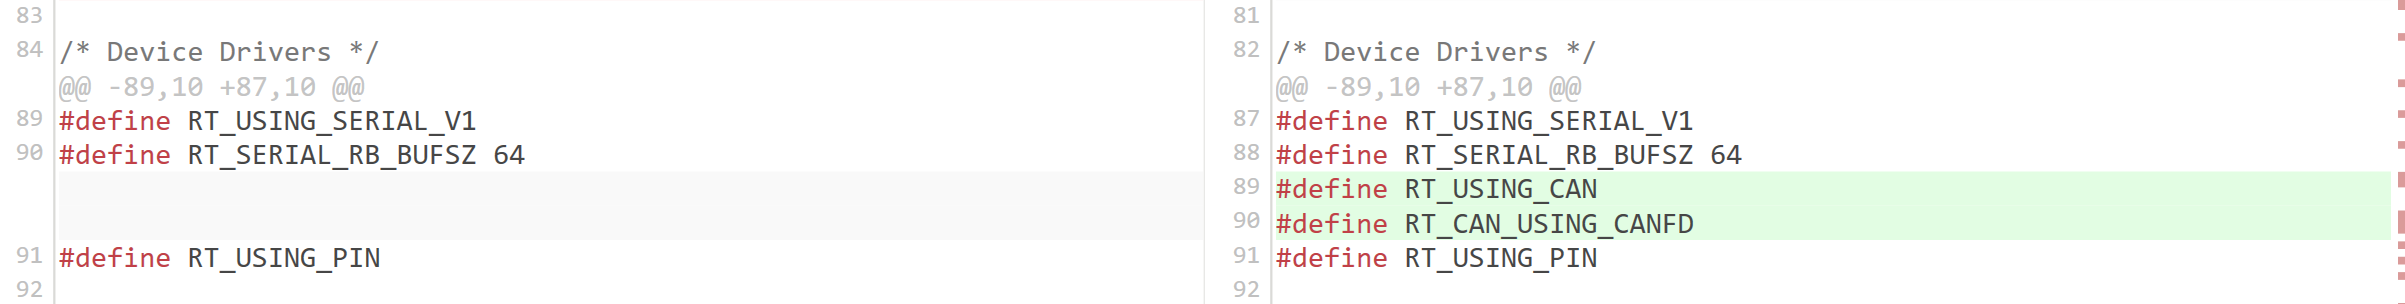 83
84 /* Device Drivers */
@@ -89,10 +87,10 @@
89 #define RT_USING_SERIAL_V1
90 #define RT_SERIAL_RB_BUFSZ 64
91 #define RT_USING_PIN
92
81
82 /* Device Drivers */
@@ -89,10 +87,10 @@
87 #define RT_USING_SERIAL_V1
88 #define RT_SERIAL_RB_BUFSZ 64
89 #define RT_USING_CAN
90 #define RT_CAN_USING_CANFD
91 #define RT_USING_PIN
92